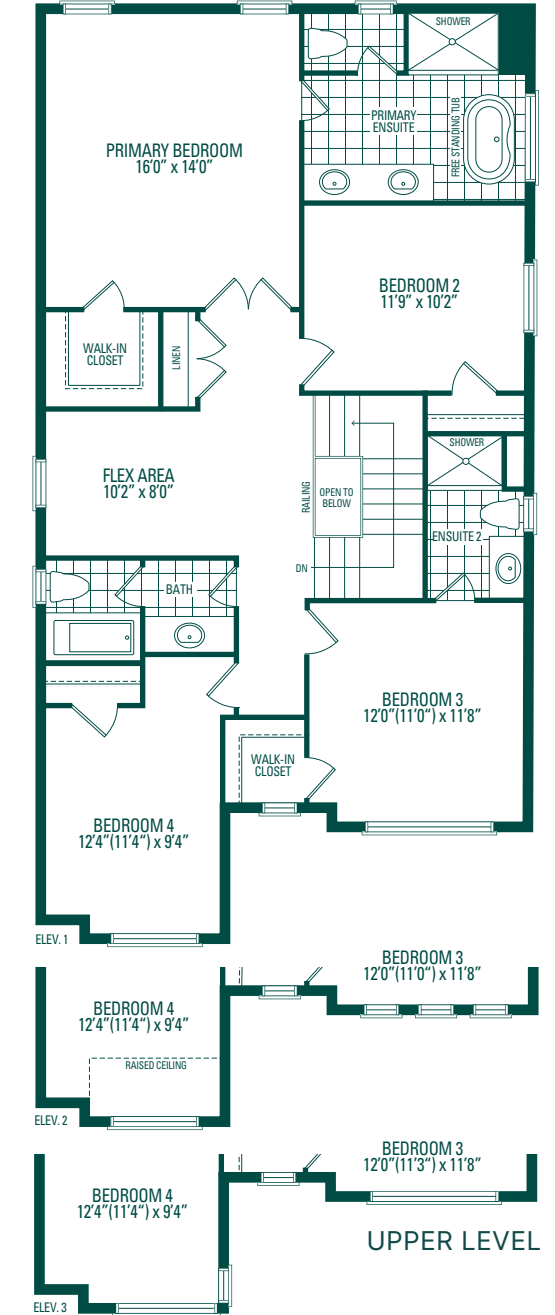 SHOWER
PRIMARY
ENSUITE
FREE STANDING TUB
PRIMARY BEDROOM
16'0" x 14'0"
BEDROOM 2
11'9" x 10'2"
WALK-IN
CLOSET
LINEN
SHOWER
FLEX AREA
10'2" x 8'0"
RAILING
OPEN TO
BELOW
ENSUITE 2
DN
BATH
BEDROOM 3
12'0"(11'0") x 11'8"
WALK-IN
CLOSET
BEDROOM 4
12'4"(11'4") x 9'4"
ELEV. 1
BEDROOM 3
12'0"(11'0") x 11'8"
BEDROOM 4
12'4"(11'4") x 9'4"
RAISED CEILING
ELEV. 2
BEDROOM 3
12'0"(11'3") x 11'8"
BEDROOM 4
12'4"(11'4") x 9'4"
UPPER LEVEL
ELEV. 3